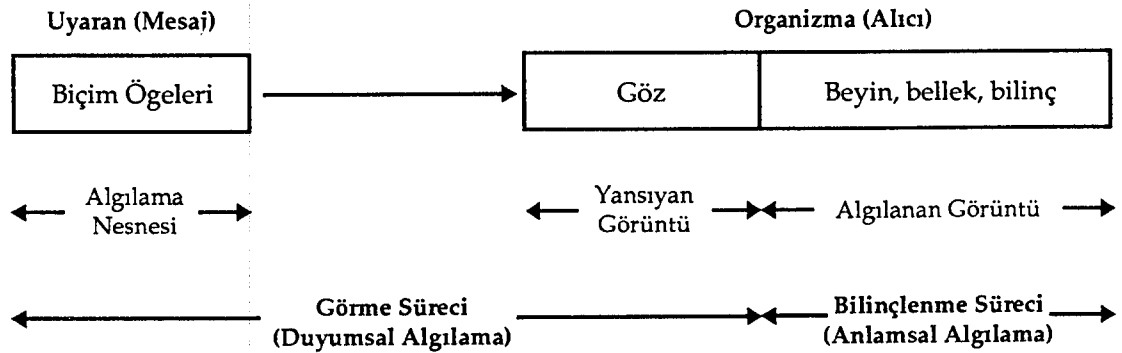 Uyaran (Mesaj)
Organizma (Alıcı)
Biçim Ögeleri
Göz
Beyin, bellek, bilinç
Algılama
Nesnesi
Yansıyan
Görüntü
Algılanan Görüntü
Görme Süreci
(Duyumsal Algılama)
Bilinçlenme Süreci
(Anlamsal Algılama)